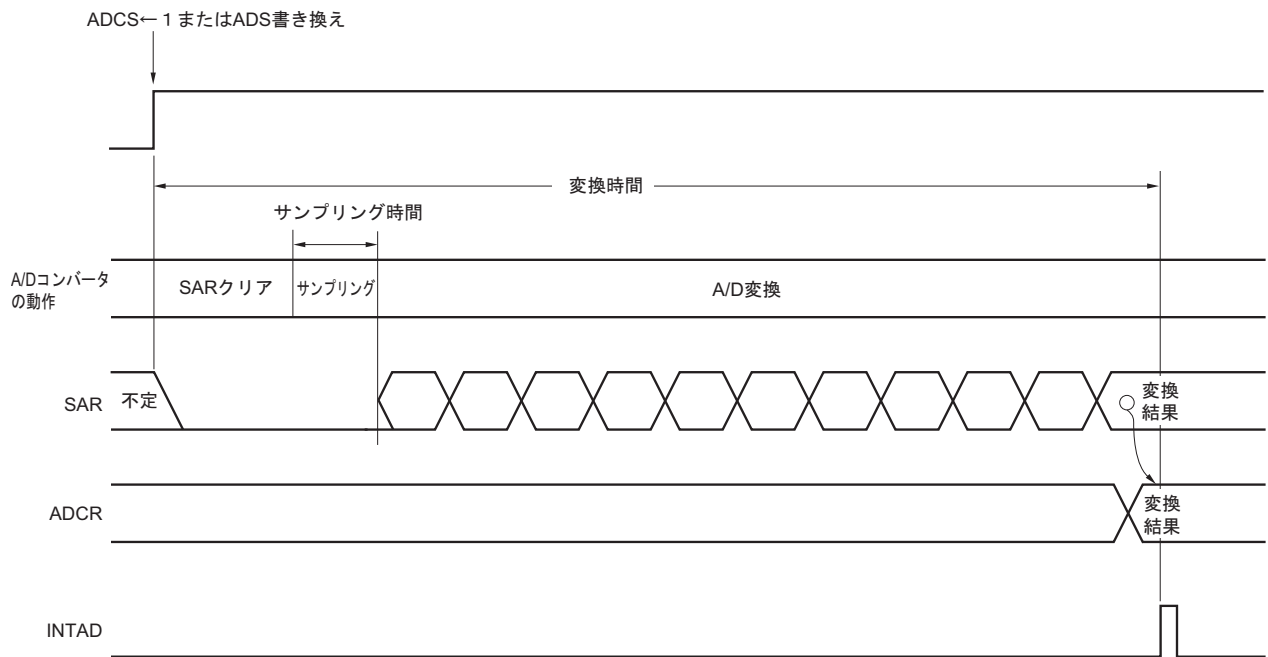 ADCS←１またはADS書き換え
変換時間
サンプリング時間
A/Dコンバータ
の動作
SARクリア
サンプリング
A/D変換
SAR
不定
変換
結果
ADCR
変換
結果
INTAD